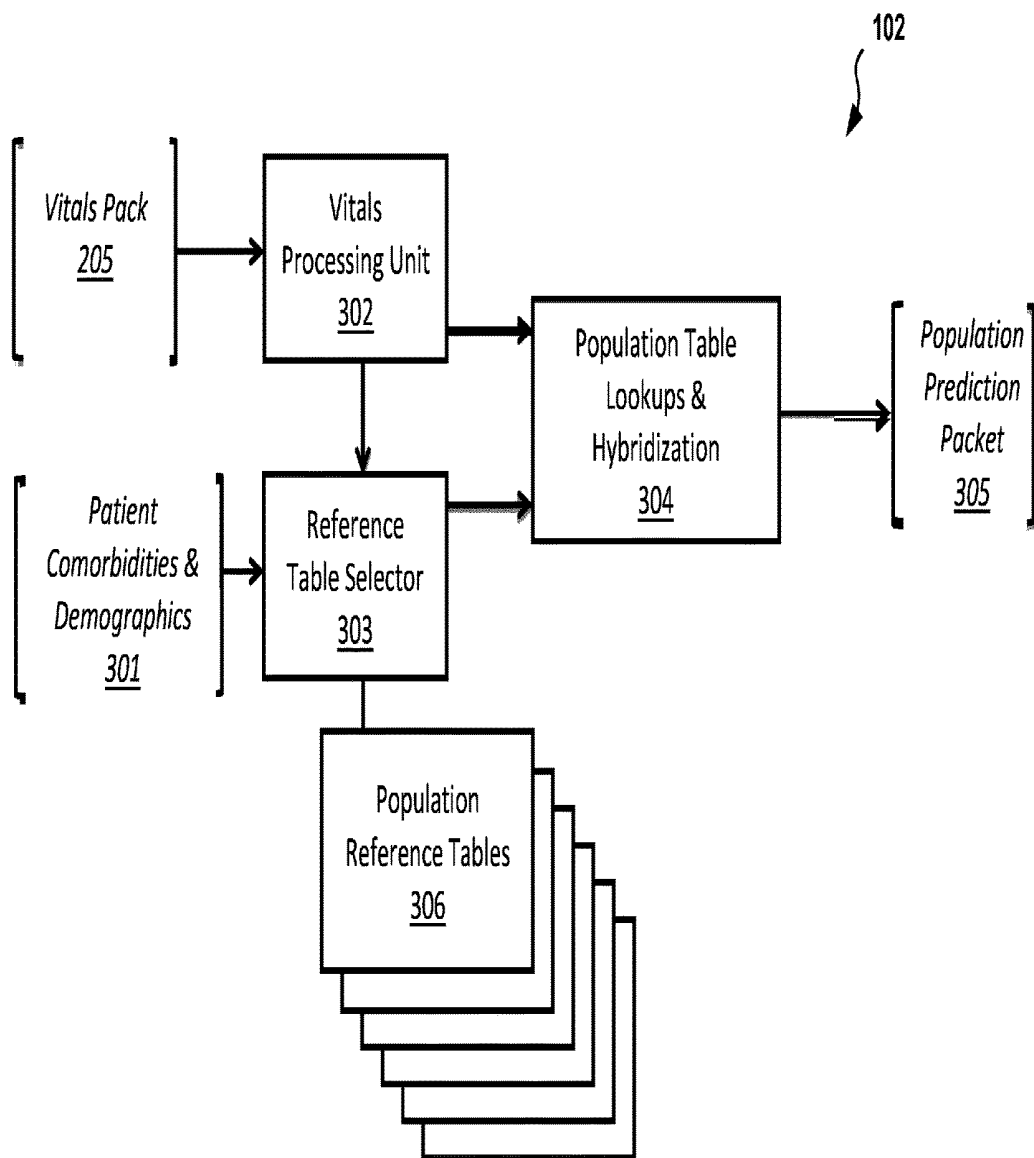 102
Vitals Pack
205
Vitals
Processing Unit
302
Population Table
Lookups &
Hybridization
304
Population
Prediction
Packet
305
Patient
Comorbidities &
Demographics
301
Reference
Table Selector
303
Population
Reference Tables
306